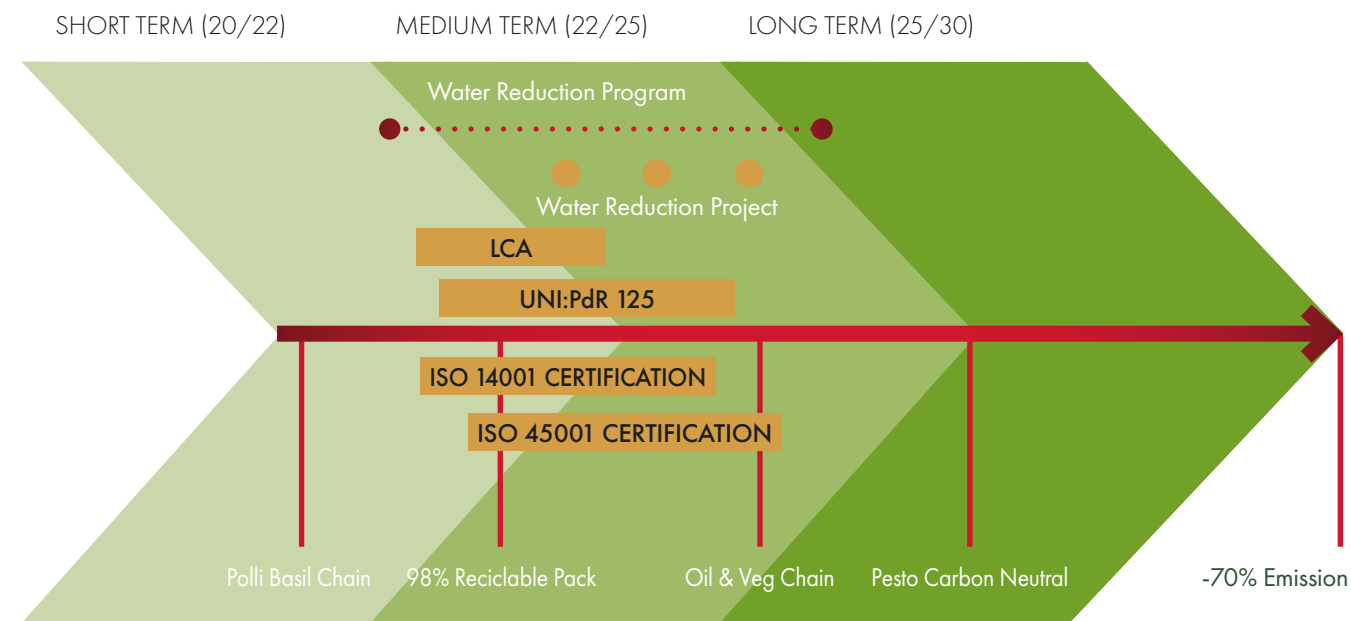 SHORT TERM (20/22)
MEDIUM TERM (22/25)
LONG TERM (25/30)
Water Reduction Program
Water Reduction Project
LCA
UNI:PdR 125
ISO 14001 CERTIFICATION
ISO 45001 CERTIFICATION
Polli Basil Chain
98% Reciclable Pack
Oil & Veg Chain
Pesto Carbon Neutral
-70% Emission